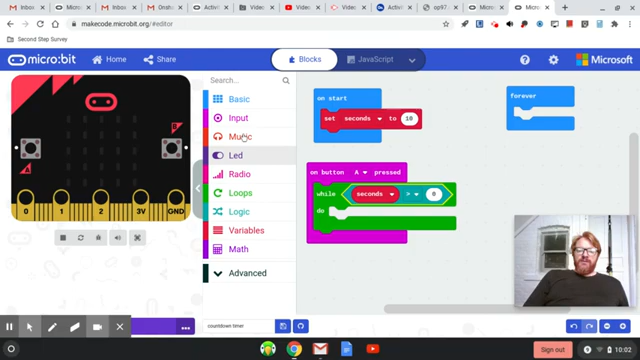 Inbox
Micro:
Inbox
Onsha
Activi
Video
Video
Activi
op97.
Micro
Micro
makecode.microbit.org/#editor
Second Step Survey
micro:bit
Home
Share
Blocks
JavaScript
Microsoft
Search...
Basic
Input
Music
Led
Radio
Loops
Logic
Variables
Math
Advanced
B
A
0
1
2
3V
GND
on start
set seconds to 10
forever
on button A pressed
while seconds > 0
do
countdown timer
Sign out
10:02